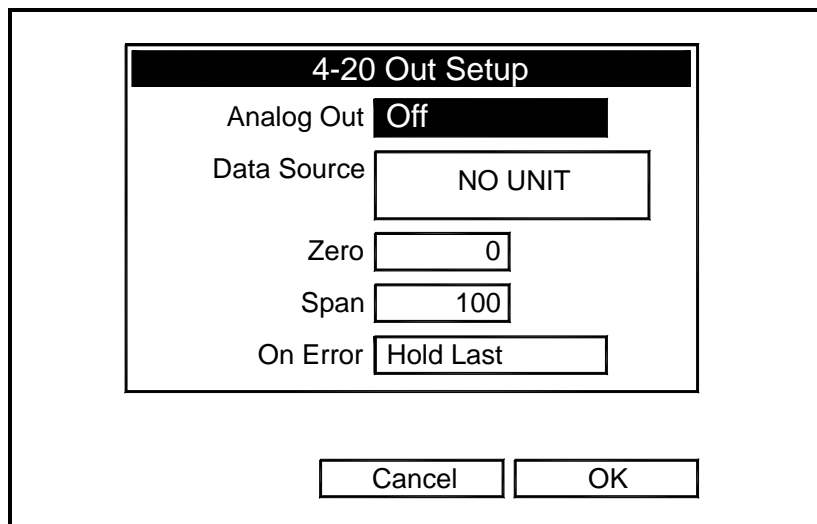 4-20 Out Setup
Analog Out Off
Data Source NO UNIT
Zero 0
Span 100
On Error Hold Last
Cancel OK